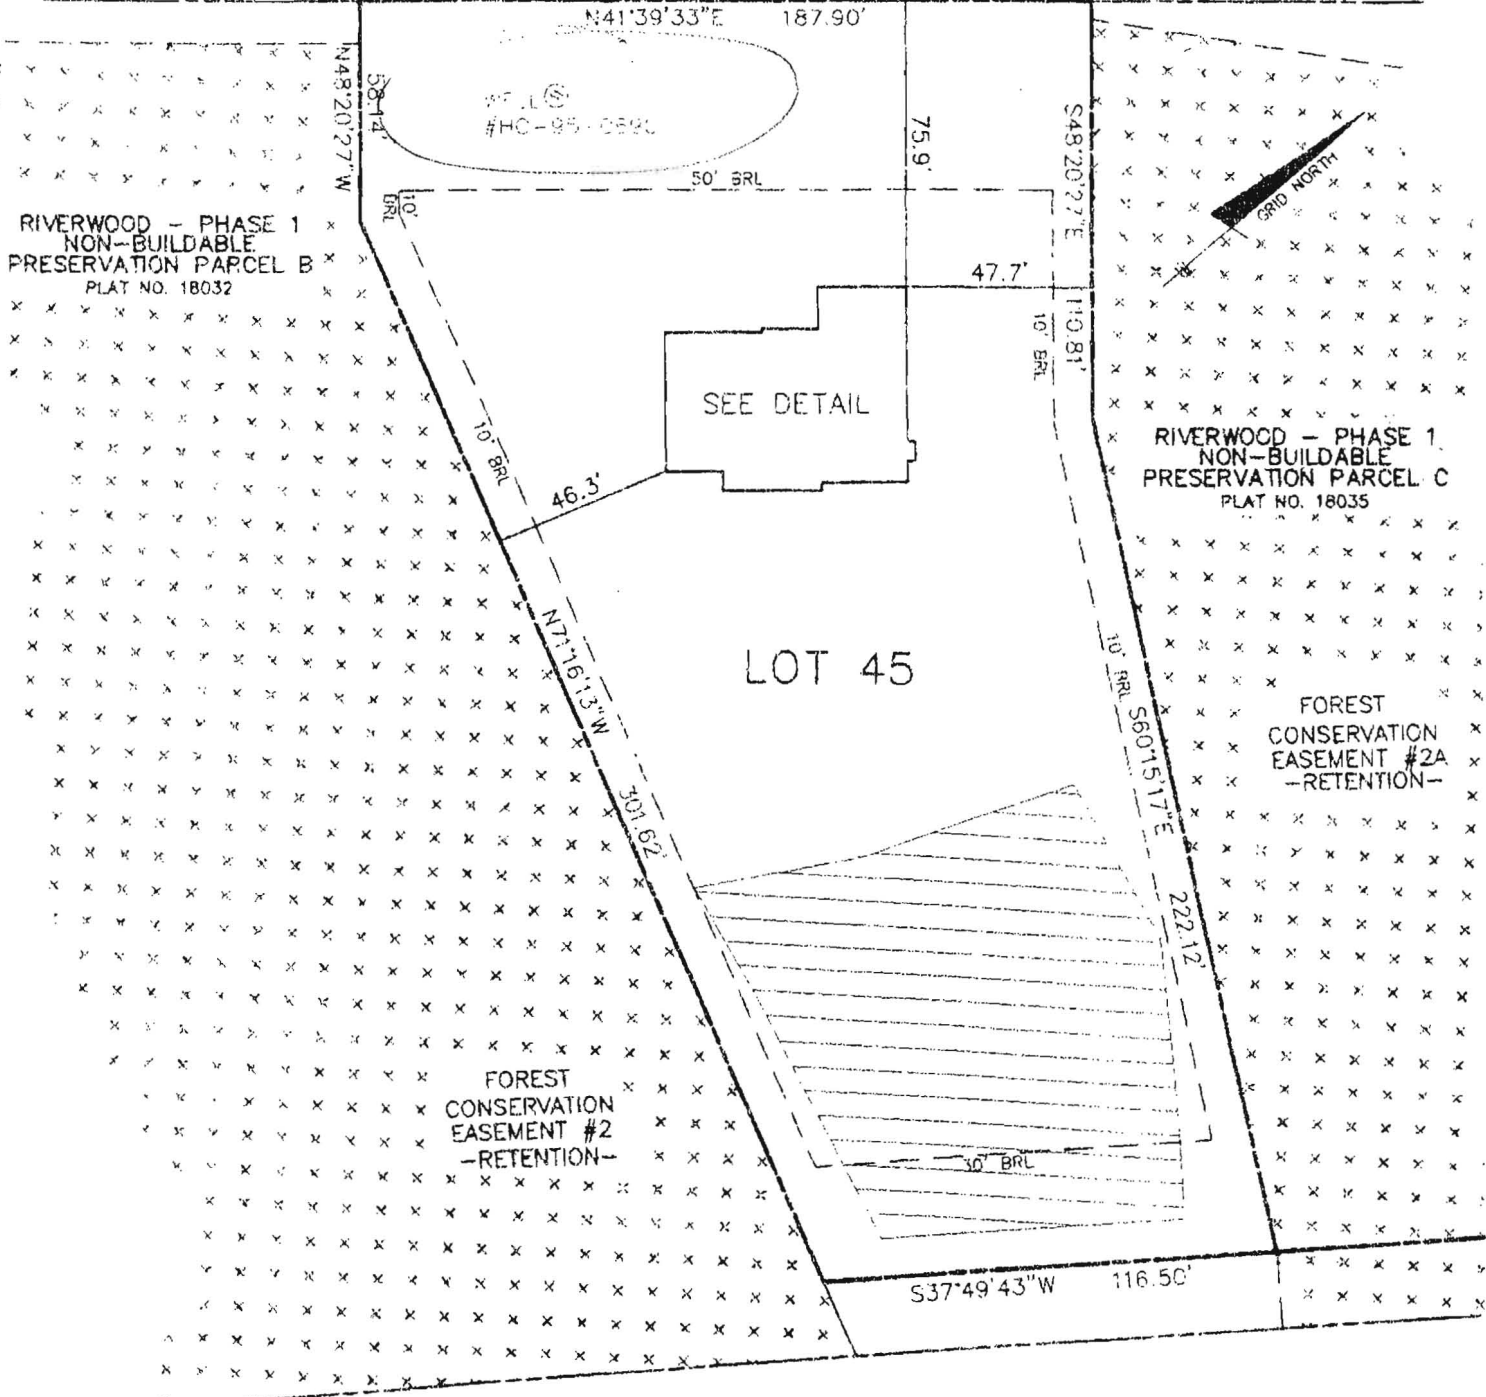 N41°39'33"E 187.90'
N48°20'27"W
58.14'
#HC-95-
75.9'
S48°20'27"E
110.81'
GRID NORTH
50' BRL
10'
BRL
RIVERWOOD - PHASE 1
NON-BUILDABLE
PRESERVATION PARCEL B
PLAT NO. 18032
47.7'
10' BRL
SEE DETAIL
10' BRL
46.3'
RIVERWOOD - PHASE 1
NON-BUILDABLE
PRESERVATION PARCEL C
PLAT NO. 18035
N71°16'13"W 301.62'
LOT 45
10' BRL
S60°15'17"E 222.12'
FOREST
CONSERVATION
EASEMENT #2A
-RETENTION-
FOREST
CONSERVATION
EASEMENT #2
-RETENTION-
30' BRL
S37°49'43"W 116.50'